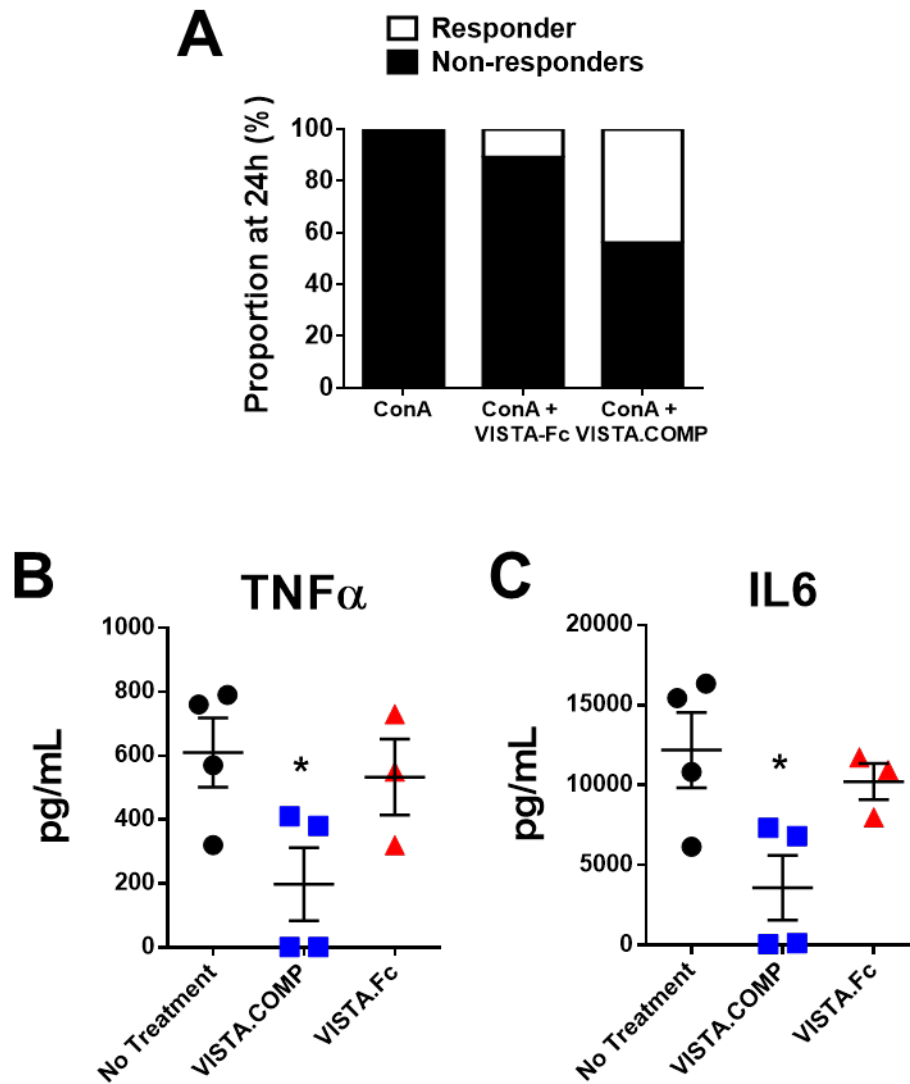 A
Responder
Non-responders
Proportion at 24h (%)
100
80
60
40
20
0
ConA
ConA +
VISTA-Fc
ConA +
VISTA.COMP
B
TNFα
pg/mL
1000
800
600
400
200
0
*
No Treatment
VISTA.COMP
VISTA.Fc
C
IL6
pg/mL
20000
15000
10000
5000
0
*
No Treatment
VISTA.COMP
VISTA.Fc